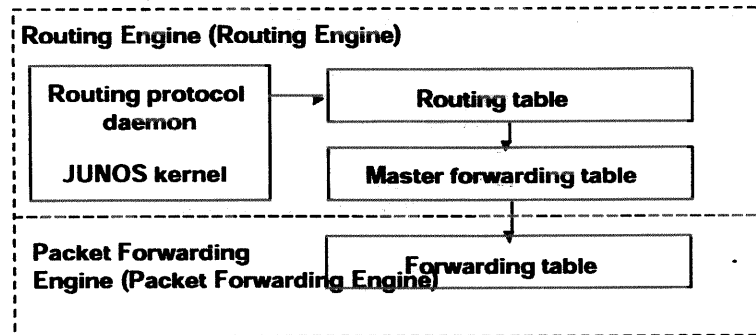 Routing Engine (Routing Engine)
Routing protocol
daemon
JUNOS kernel
Routing table
Master forwarding table
Packet Forwarding
Engine (Packet Forwarding Engine)
Forwarding table